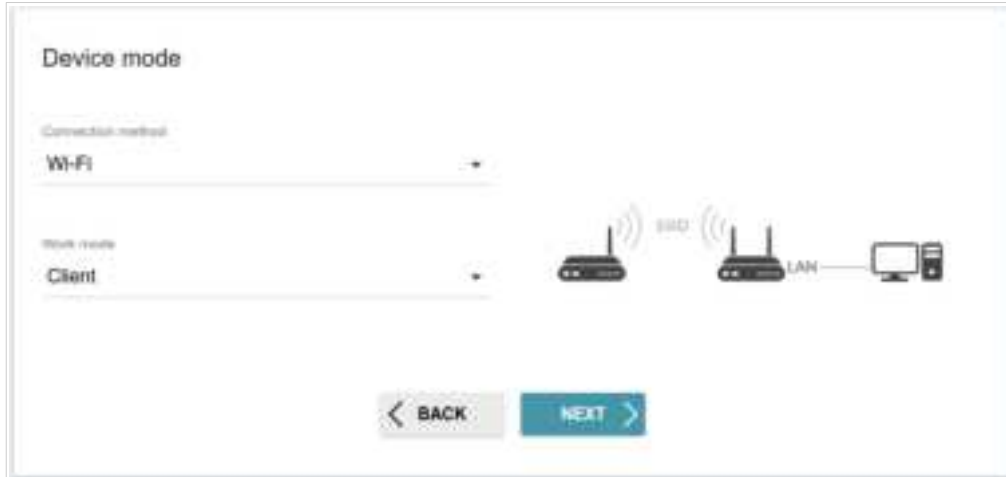 Device mode
Connection method
Wi-Fi
Work mode
Client
SSID
LAN
BACK
NEXT